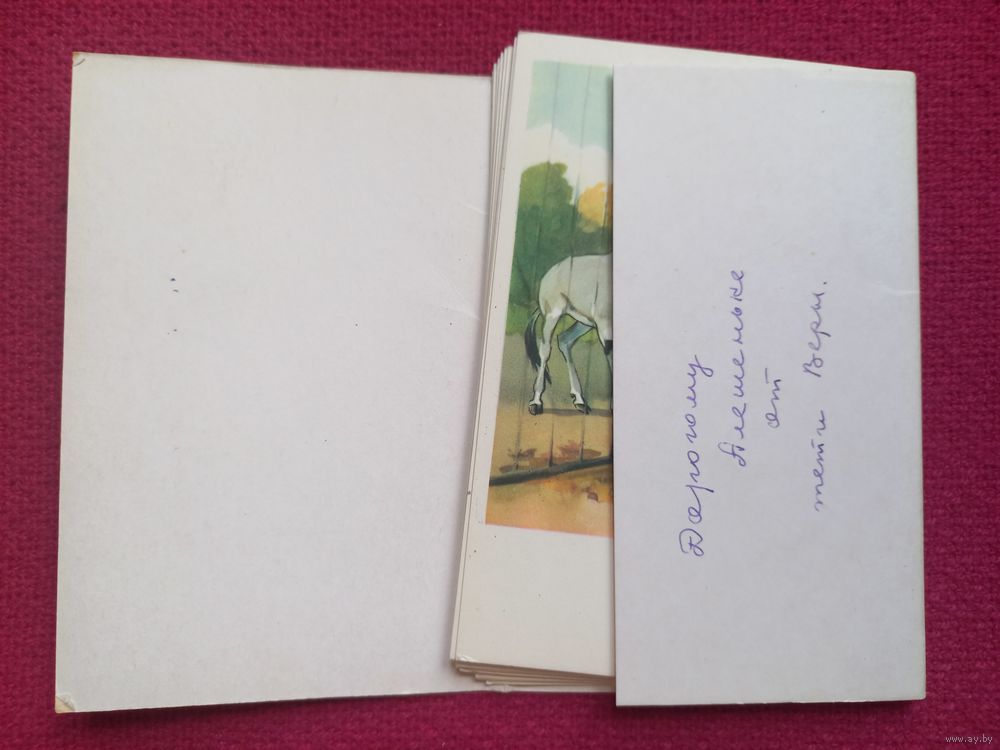 Дорогому
Алешеньке
от
тети Веры.
www.ay.by